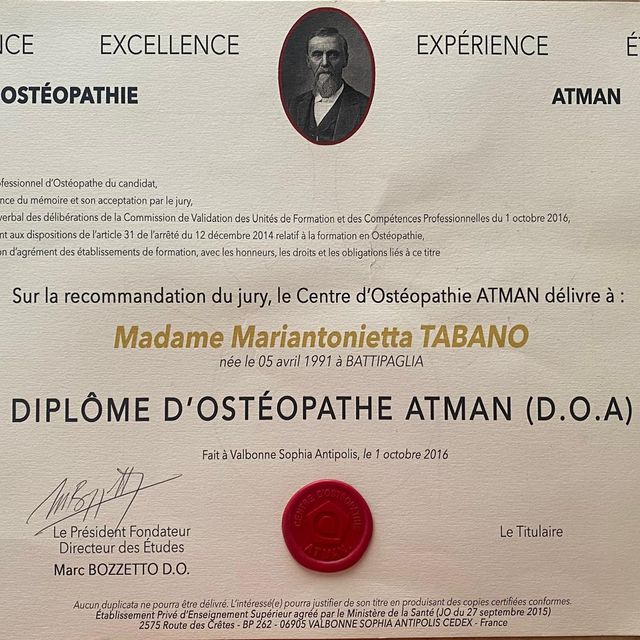 NCE EXCELLENCE EXPÉRIENCE É
OSTÉOPATHIE ATMAN
ofessionnel d'Ostéopathe du candidat,
nce du mémoire et son acceptation par le jury,
verbal des délibérations de la Commission de Validation des Unités de Formation et des Compétences Professionnelles du 1 octobre 2016,
nt aux dispositions de l'article 31 de l'arrêté du 12 décembre 2014 relatif à la formation en Ostéopathie,
on d'agrément des établissements de formation, avec les honneurs, les droits et les obligations liés à ce titre
Sur la recommandation du jury, le Centre d'Ostéopathie ATMAN délivre à :
Madame Mariantonietta TABANO
née le 05 avril 1991 à BATTIPAGLIA
DIPLÔME D'OSTÉOPATHE ATMAN (D.O.A)
Fait à Valbonne Sophia Antipolis, le 1 octobre 2016
CENTRE D'OSTEOPATHIE
ATMAN
Le Président Fondateur Le Titulaire
Directeur des Études
Marc BOZZETTO D.O.
Aucun duplicata ne pourra être délivré. L'intéressé(e) pourra justifier de son titre en produisant des copies certifiées conformes.
Établissement Privé d'Enseignement Supérieur agréé par le Ministère de la Santé (JO du 27 septembre 2015)
2575 Route des Crêtes - BP 262 - 06905 VALBONNE SOPHIA ANTIPOLIS CEDEX - France